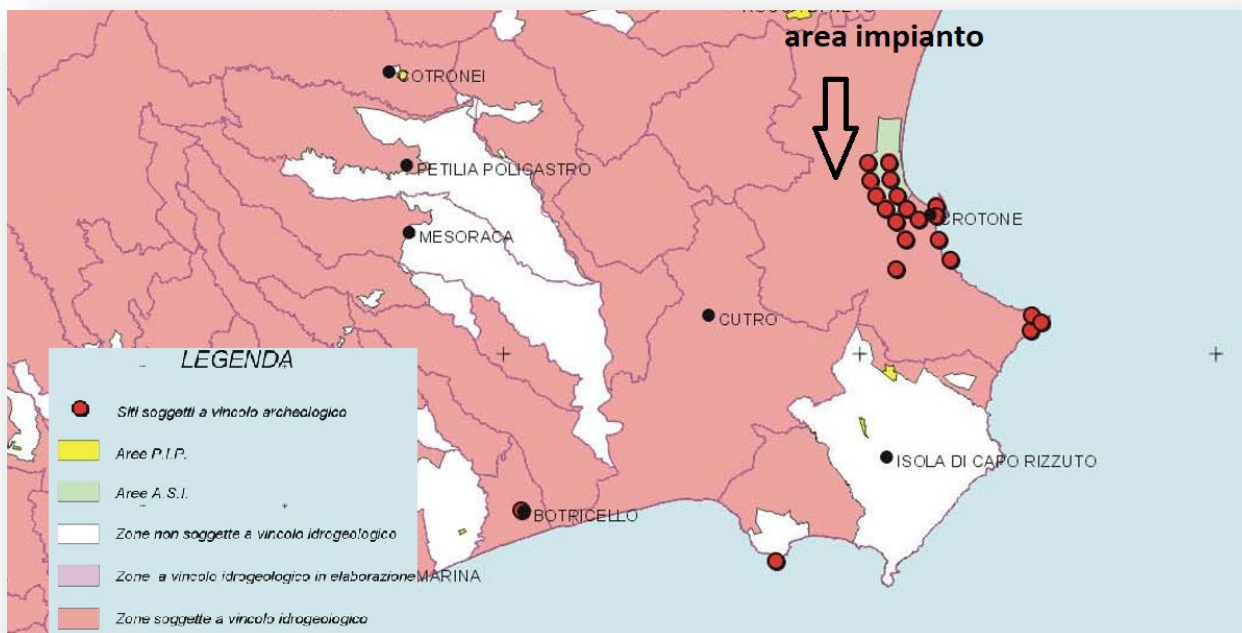 area impianto
COTRONEI
PETILIA POLICASTRO
MESORACA
CROTONE
CUTRO
ISOLA DI CAPO RIZZUTO
BOTRICELLO
MARINA
LEGENDA
Siti soggetti a vincolo archeologico
Aree P.I.P.
Aree A.S.I.
Zone non soggette a vincolo idrogeologico
Zone a vincolo idrogeologico in elaborazione
Zone soggette a vincolo idrogeologico